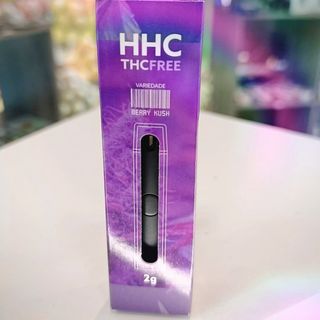 HHC
THCFREE
VARIEDADE
BERRY KUSH
2g